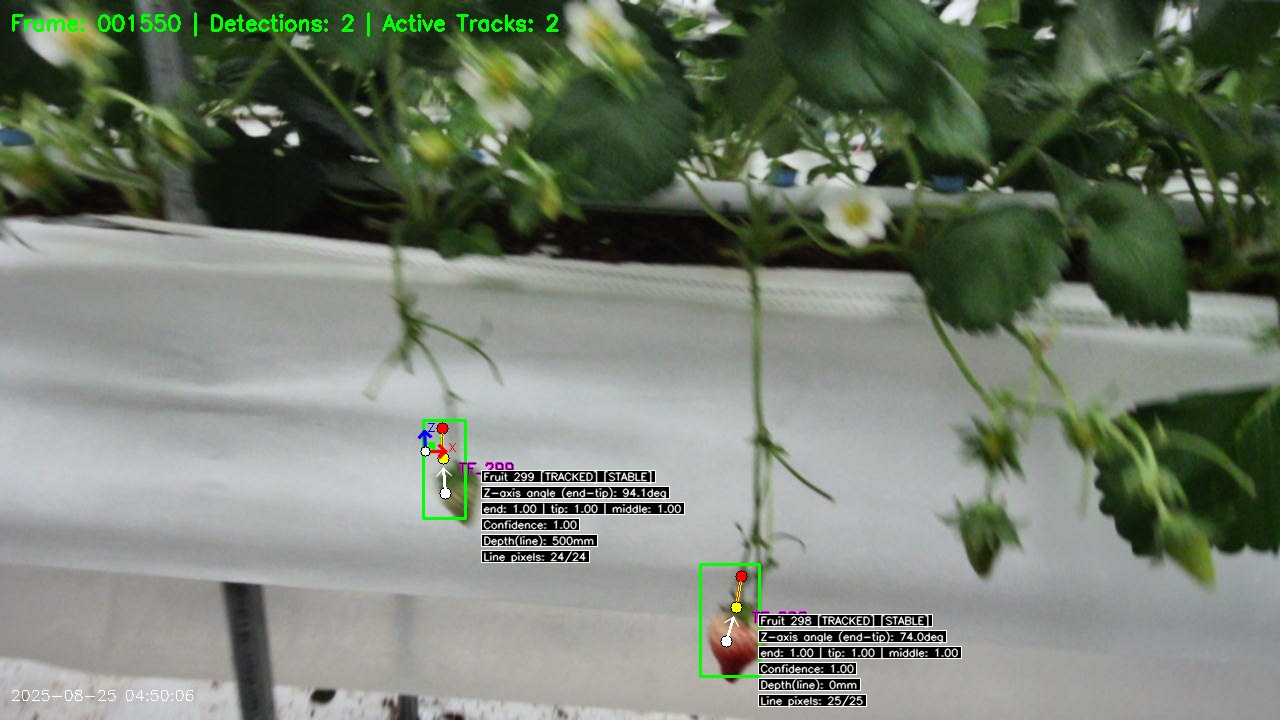 Frame: 001550 | Detections: 2 | Active Tracks: 2
Z
X
Fruit 299 [TRACKED] [STABLE]
Z-axis angle (end-tip): 94.1deg
end: 1.00 | tip: 1.00 | middle: 1.00
Confidence: 1.00
Depth(line): 500mm
Line pixels: 24/24
Fruit 298 [TRACKED] [STABLE]
Z-axis angle (end-tip): 74.0deg
end: 1.00 | tip: 1.00 | middle: 1.00
Confidence: 1.00
Depth(line): 0mm
Line pixels: 25/25
2025-08-25 04:50:06